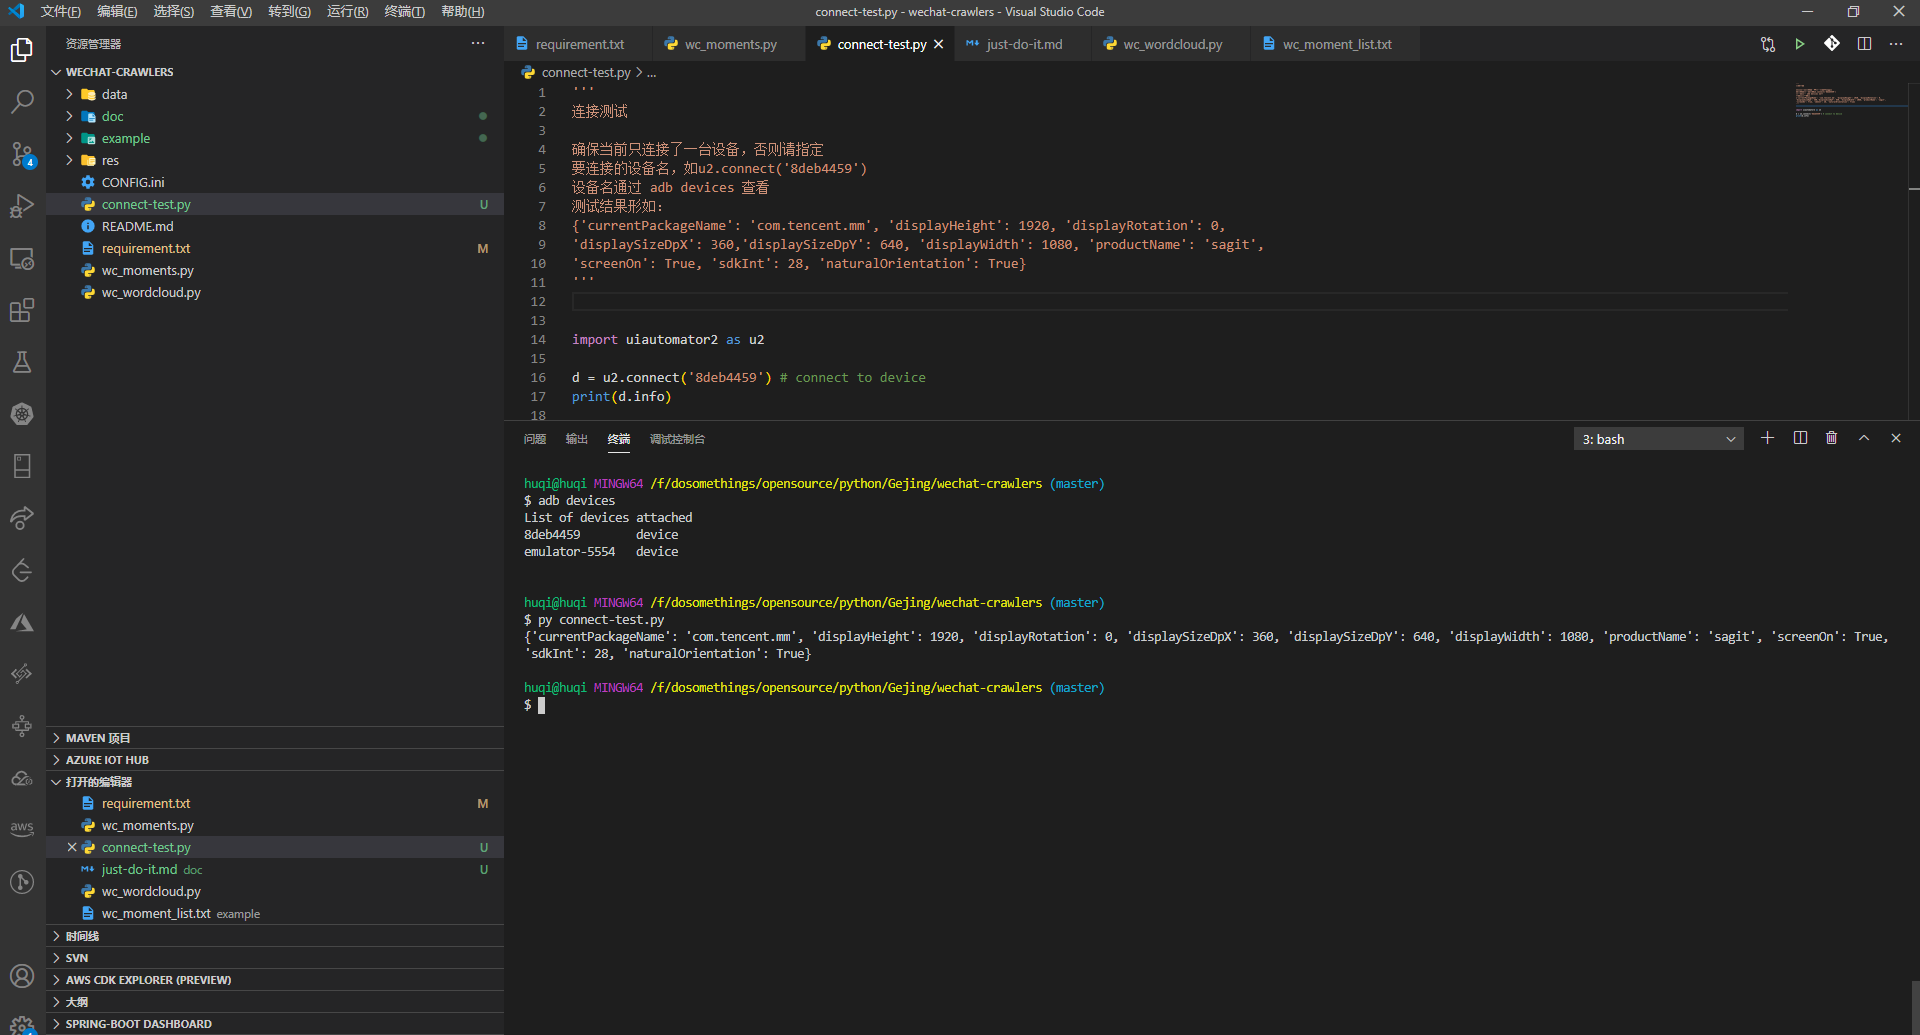 文件(F) 编辑(E) 选择(S) 查看(V) 转到(G) 运行(R) 终端(T) 帮助(H)
connect-test.py - wechat-crawlers - Visual Studio Code
资源管理器
WECHAT-CRAWLERS
data
doc
example
res
CONFIG.ini
connect-test.py U
README.md
requirement.txt M
wc_moments.py
wc_wordcloud.py
MAVEN 项目
AZURE IOT HUB
打开的编辑器
requirement.txt M
wc_moments.py
connect-test.py U
just-do-it.md doc U
wc_wordcloud.py
wc_moment_list.txt example
时间线
SVN
AWS CDK EXPLORER (PREVIEW)
大纲
SPRING-BOOT DASHBOARD
4
aws
requirement.txt wc_moments.py connect-test.py just-do-it.md wc_wordcloud.py wc_moment_list.txt
connect-test.py > ...
1 '''
2 连接测试
3
4 确保当前只连接了一台设备，否则请指定
5 要连接的设备名，如u2.connect('8deb4459')
6 设备名通过 adb devices 查看
7 测试结果形如：
8 {'currentPackageName': 'com.tencent.mm', 'displayHeight': 1920, 'displayRotation': 0,
9 'displaySizeDpX': 360,'displaySizeDpY': 640, 'displayWidth': 1080, 'productName': 'sagit',
10 'screenOn': True, 'sdkInt': 28, 'naturalOrientation': True}
11 '''
12
13
14 import uiautomator2 as u2
15
16 d = u2.connect('8deb4459') # connect to device
17 print(d.info)
18
问题 输出 终端 调试控制台
3: bash
huqi@huqi MINGW64 /f/dosomethings/opensource/python/Gejing/wechat-crawlers (master)
$ adb devices
List of devices attached
8deb4459 device
emulator-5554 device
huqi@huqi MINGW64 /f/dosomethings/opensource/python/Gejing/wechat-crawlers (master)
$ py connect-test.py
{'currentPackageName': 'com.tencent.mm', 'displayHeight': 1920, 'displayRotation': 0, 'displaySizeDpX': 360, 'displaySizeDpY': 640, 'displayWidth': 1080, 'productName': 'sagit', 'screenOn': True,
'sdkInt': 28, 'naturalOrientation': True}
huqi@huqi MINGW64 /f/dosomethings/opensource/python/Gejing/wechat-crawlers (master)
$